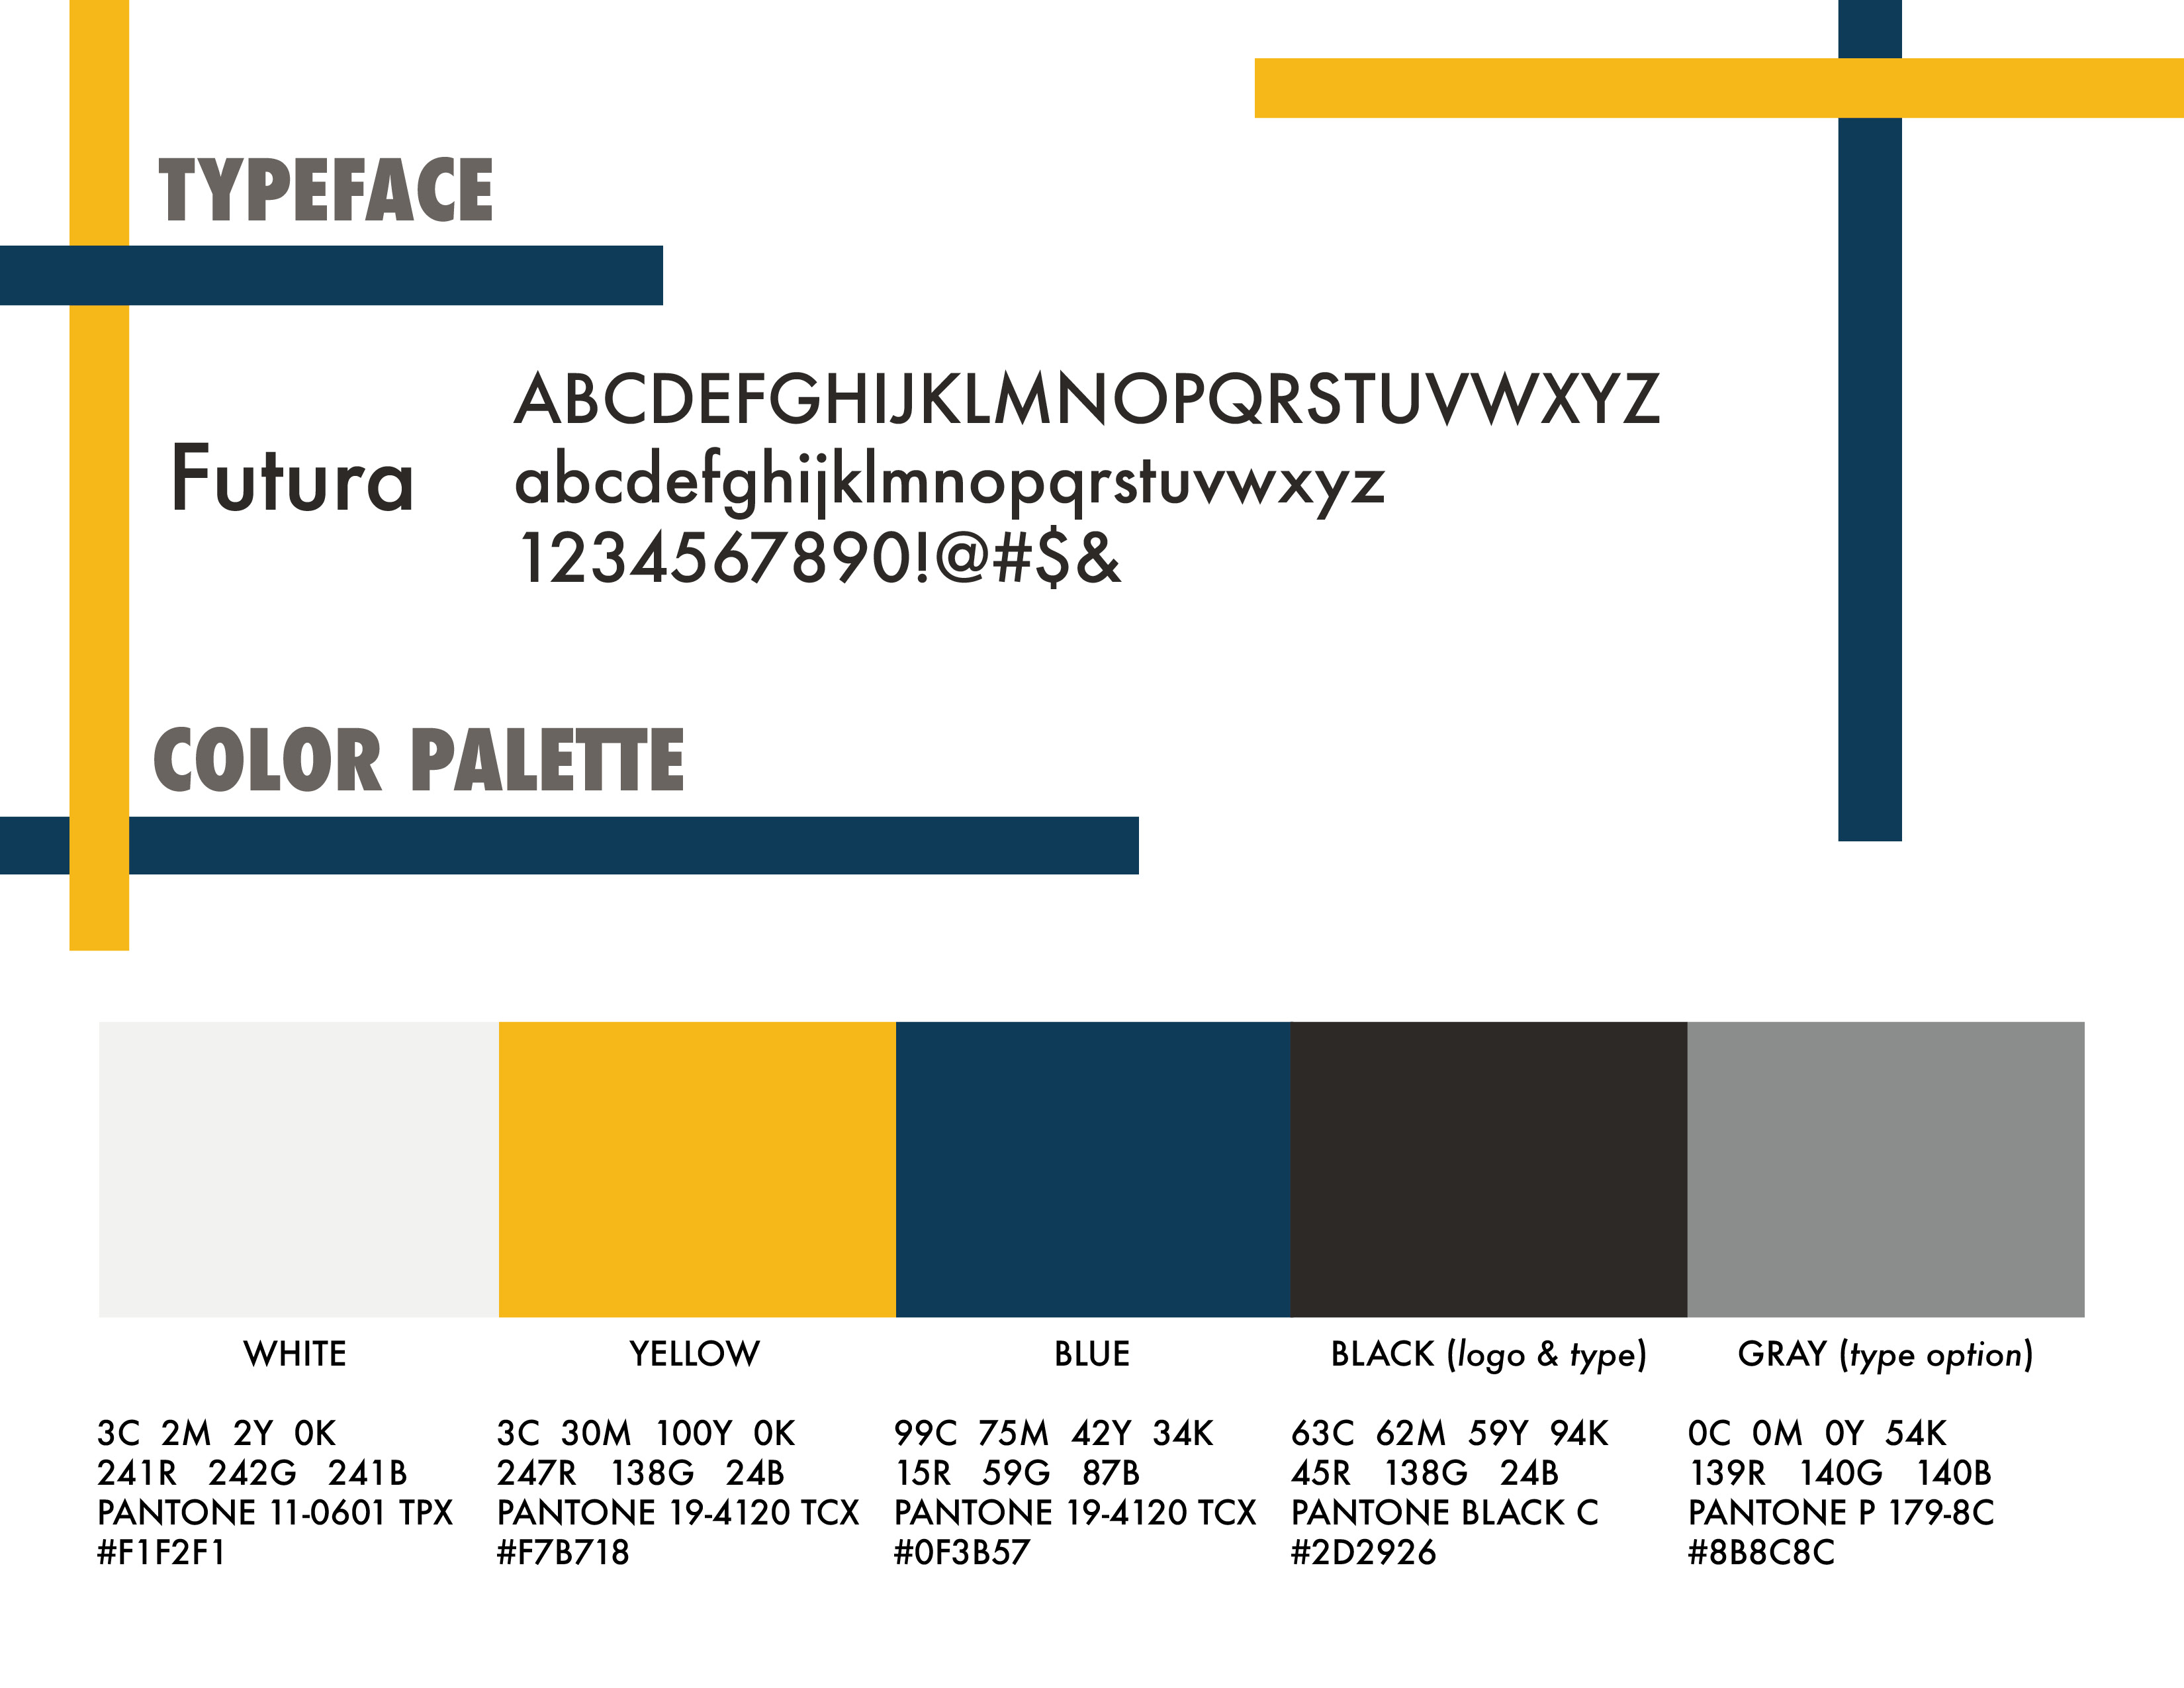 TYPEFACE
Futura
ABCDEFGHIJKLMNOPQRSTUVWXYZ
abcdefghijklmnopqrstuvwxyz
1234567890!@#$&
COLOR PALETTE
WHITE
3C 2M 2Y 0K
241R 242G 241B
PANTONE 11-0601 TPX
#F1F2F1
YELLOW
3C 30M 100Y 0K
247R 138G 24B
PANTONE 19-4120 TCX
#F7B718
BLUE
99C 75M 42Y 34K
15R 59G 87B
PANTONE 19-4120 TCX
#0F3B57
BLACK (logo & type)
63C 62M 59Y 94K
45R 138G 24B
PANTONE BLACK C
#2D2926
GRAY (type option)
0C 0M 0Y 54K
139R 140G 140B
PANTONE P 179-8C
#8B8C8C